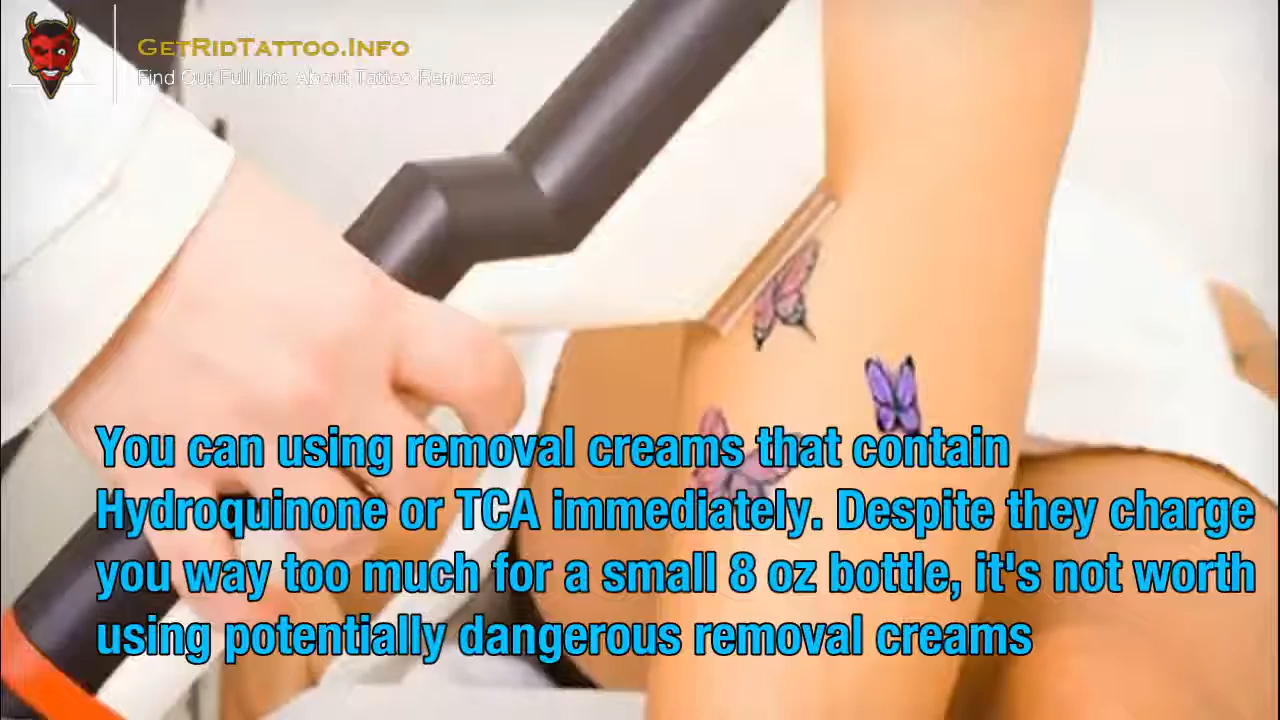 GetRidTattoo.Info
Find Out Full Info About Tattoo Removal
You can using removal creams that contain
Hydroquinone or TCA immediately. Despite they charge
you way too much for a small 8 oz bottle, it's not worth
using potentially dangerous removal creams